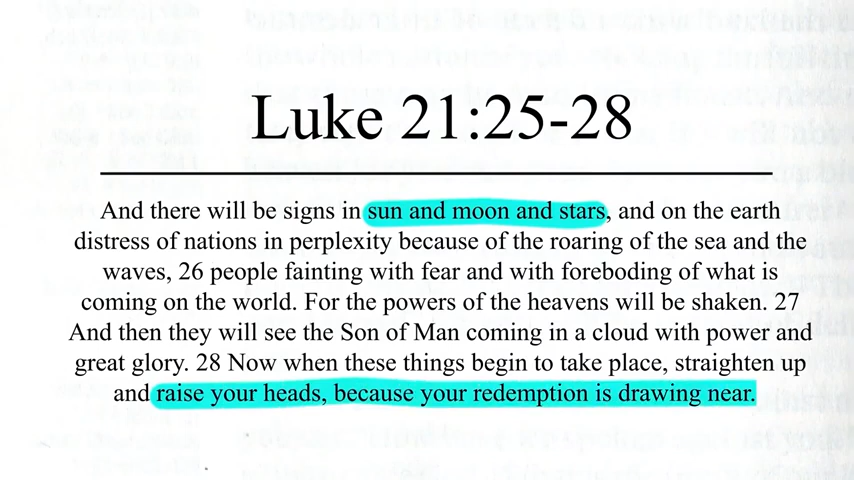 Luke 21:25-28
And there will be signs in sun and moon and stars, and on the earth
distress of nations in perplexity because of the roaring of the sea and the
waves, 26 people fainting with fear and with foreboding of what is
coming on the world. For the powers of the heavens will be shaken. 27
And then they will see the Son of Man coming in a cloud with power and
great glory. 28 Now when these things begin to take place, straighten up
and raise your heads, because your redemption is drawing near.